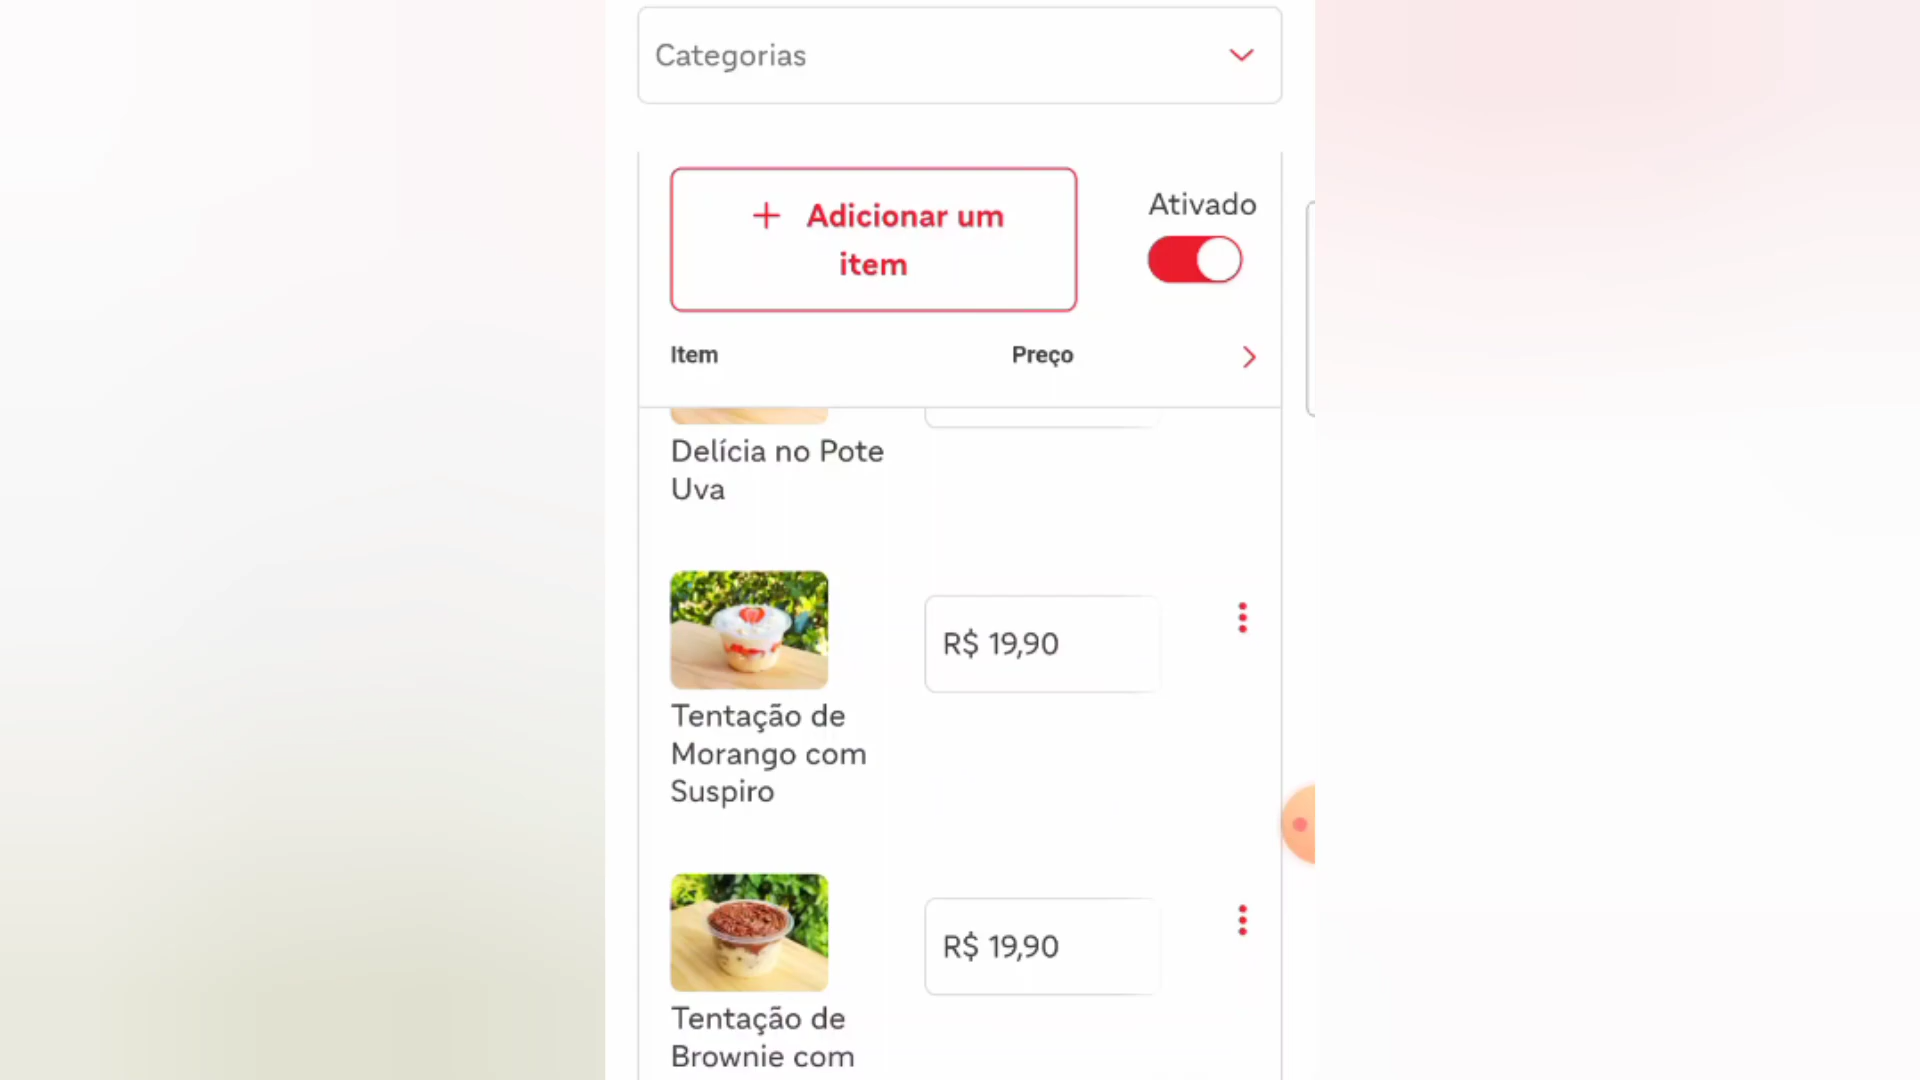 Categorias
+ Adicionar um
item
Ativado
Item
Preço
Delícia no Pote
Uva
R$ 19,90
Tentação de
Morango com
Suspiro
R$ 19,90
Tentação de
Brownie com